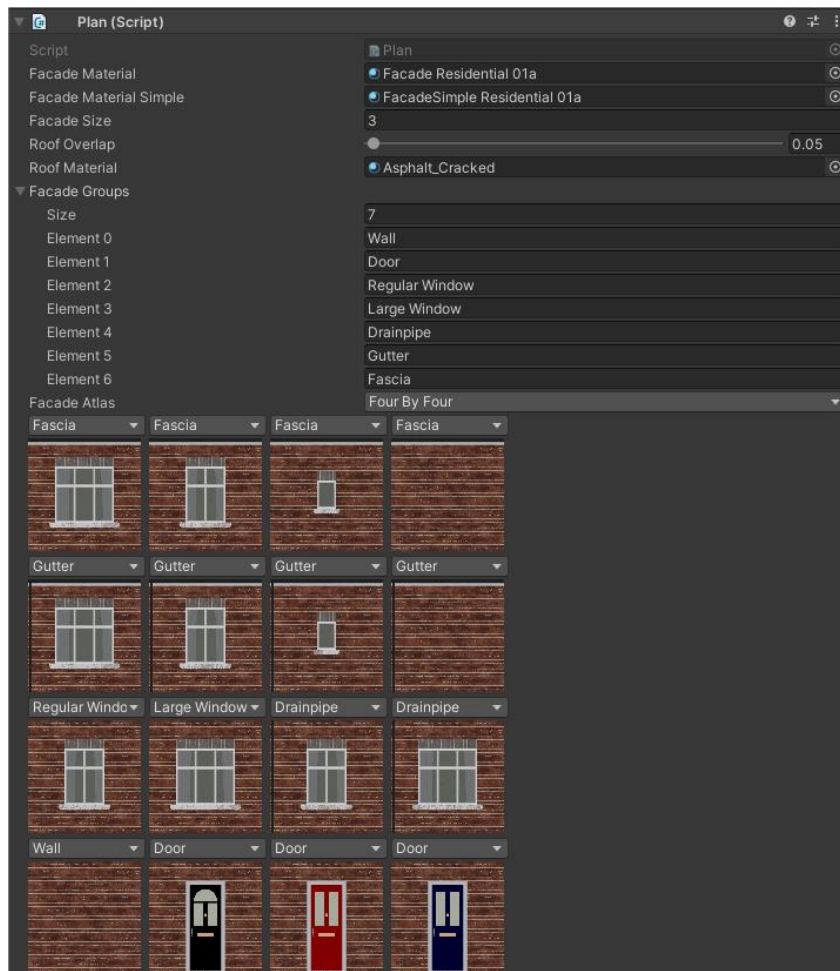 Plan (Script)
Script Plan
Facade Material Facade Residential 01a
Facade Material Simple FacadeSimple Residential 01a
Facade Size 3
Roof Overlap 0.05
Roof Material Asphalt_Cracked
Facade Groups
Size 7
Element 0 Wall
Element 1 Door
Element 2 Regular Window
Element 3 Large Window
Element 4 Drainpipe
Element 5 Gutter
Element 6 Fascia
Facade Atlas Four By Four
Fascia Fascia Fascia Fascia
Gutter Gutter Gutter Gutter
Regular Windo Large Window Drainpipe Drainpipe
Wall Door Door Door